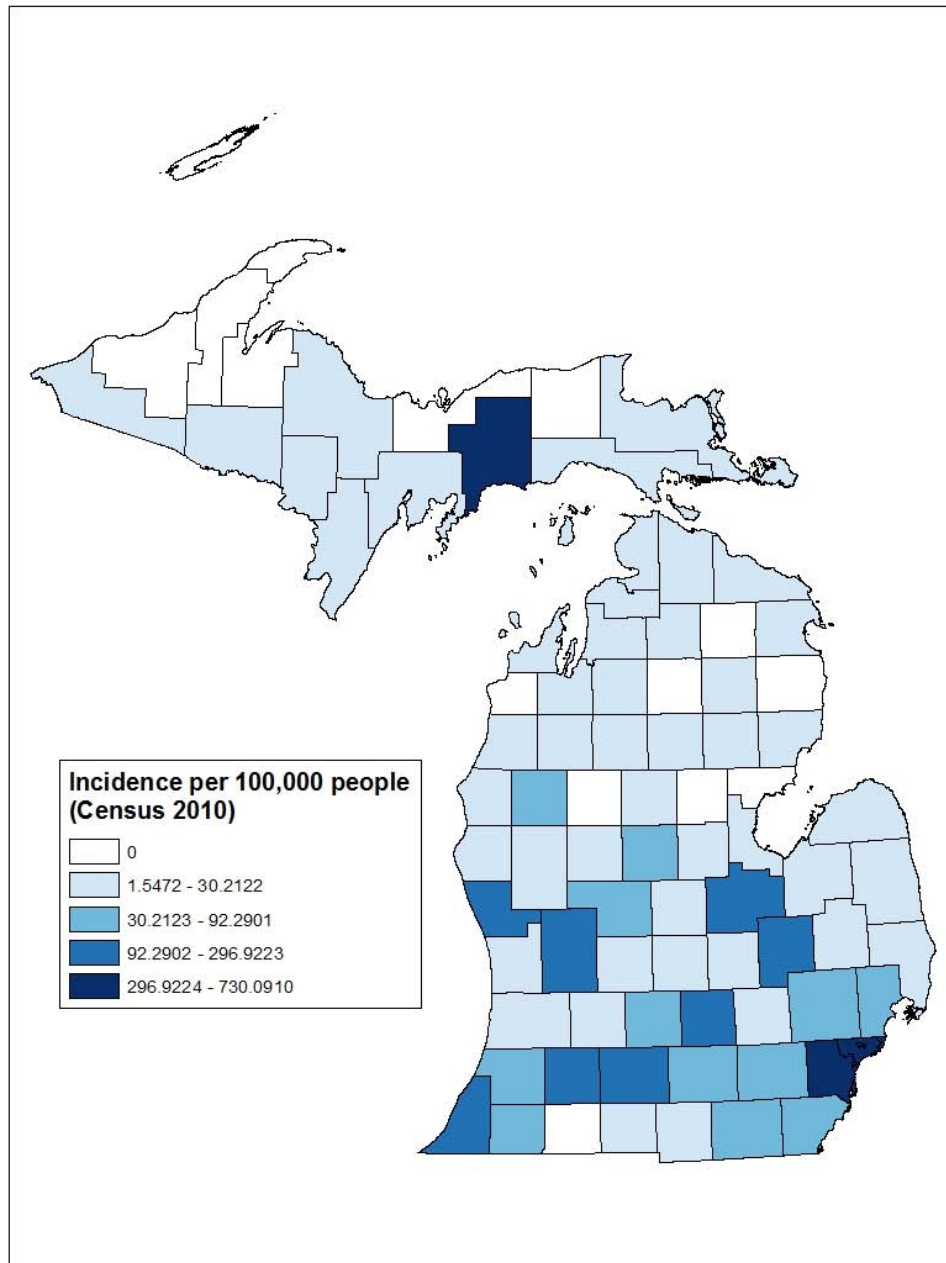 Incidence per 100,000 people
(Census 2010)
0
1.5472 - 30.2122
30.2123 - 92.2901
92.2902 - 296.9223
296.9224 - 730.0910